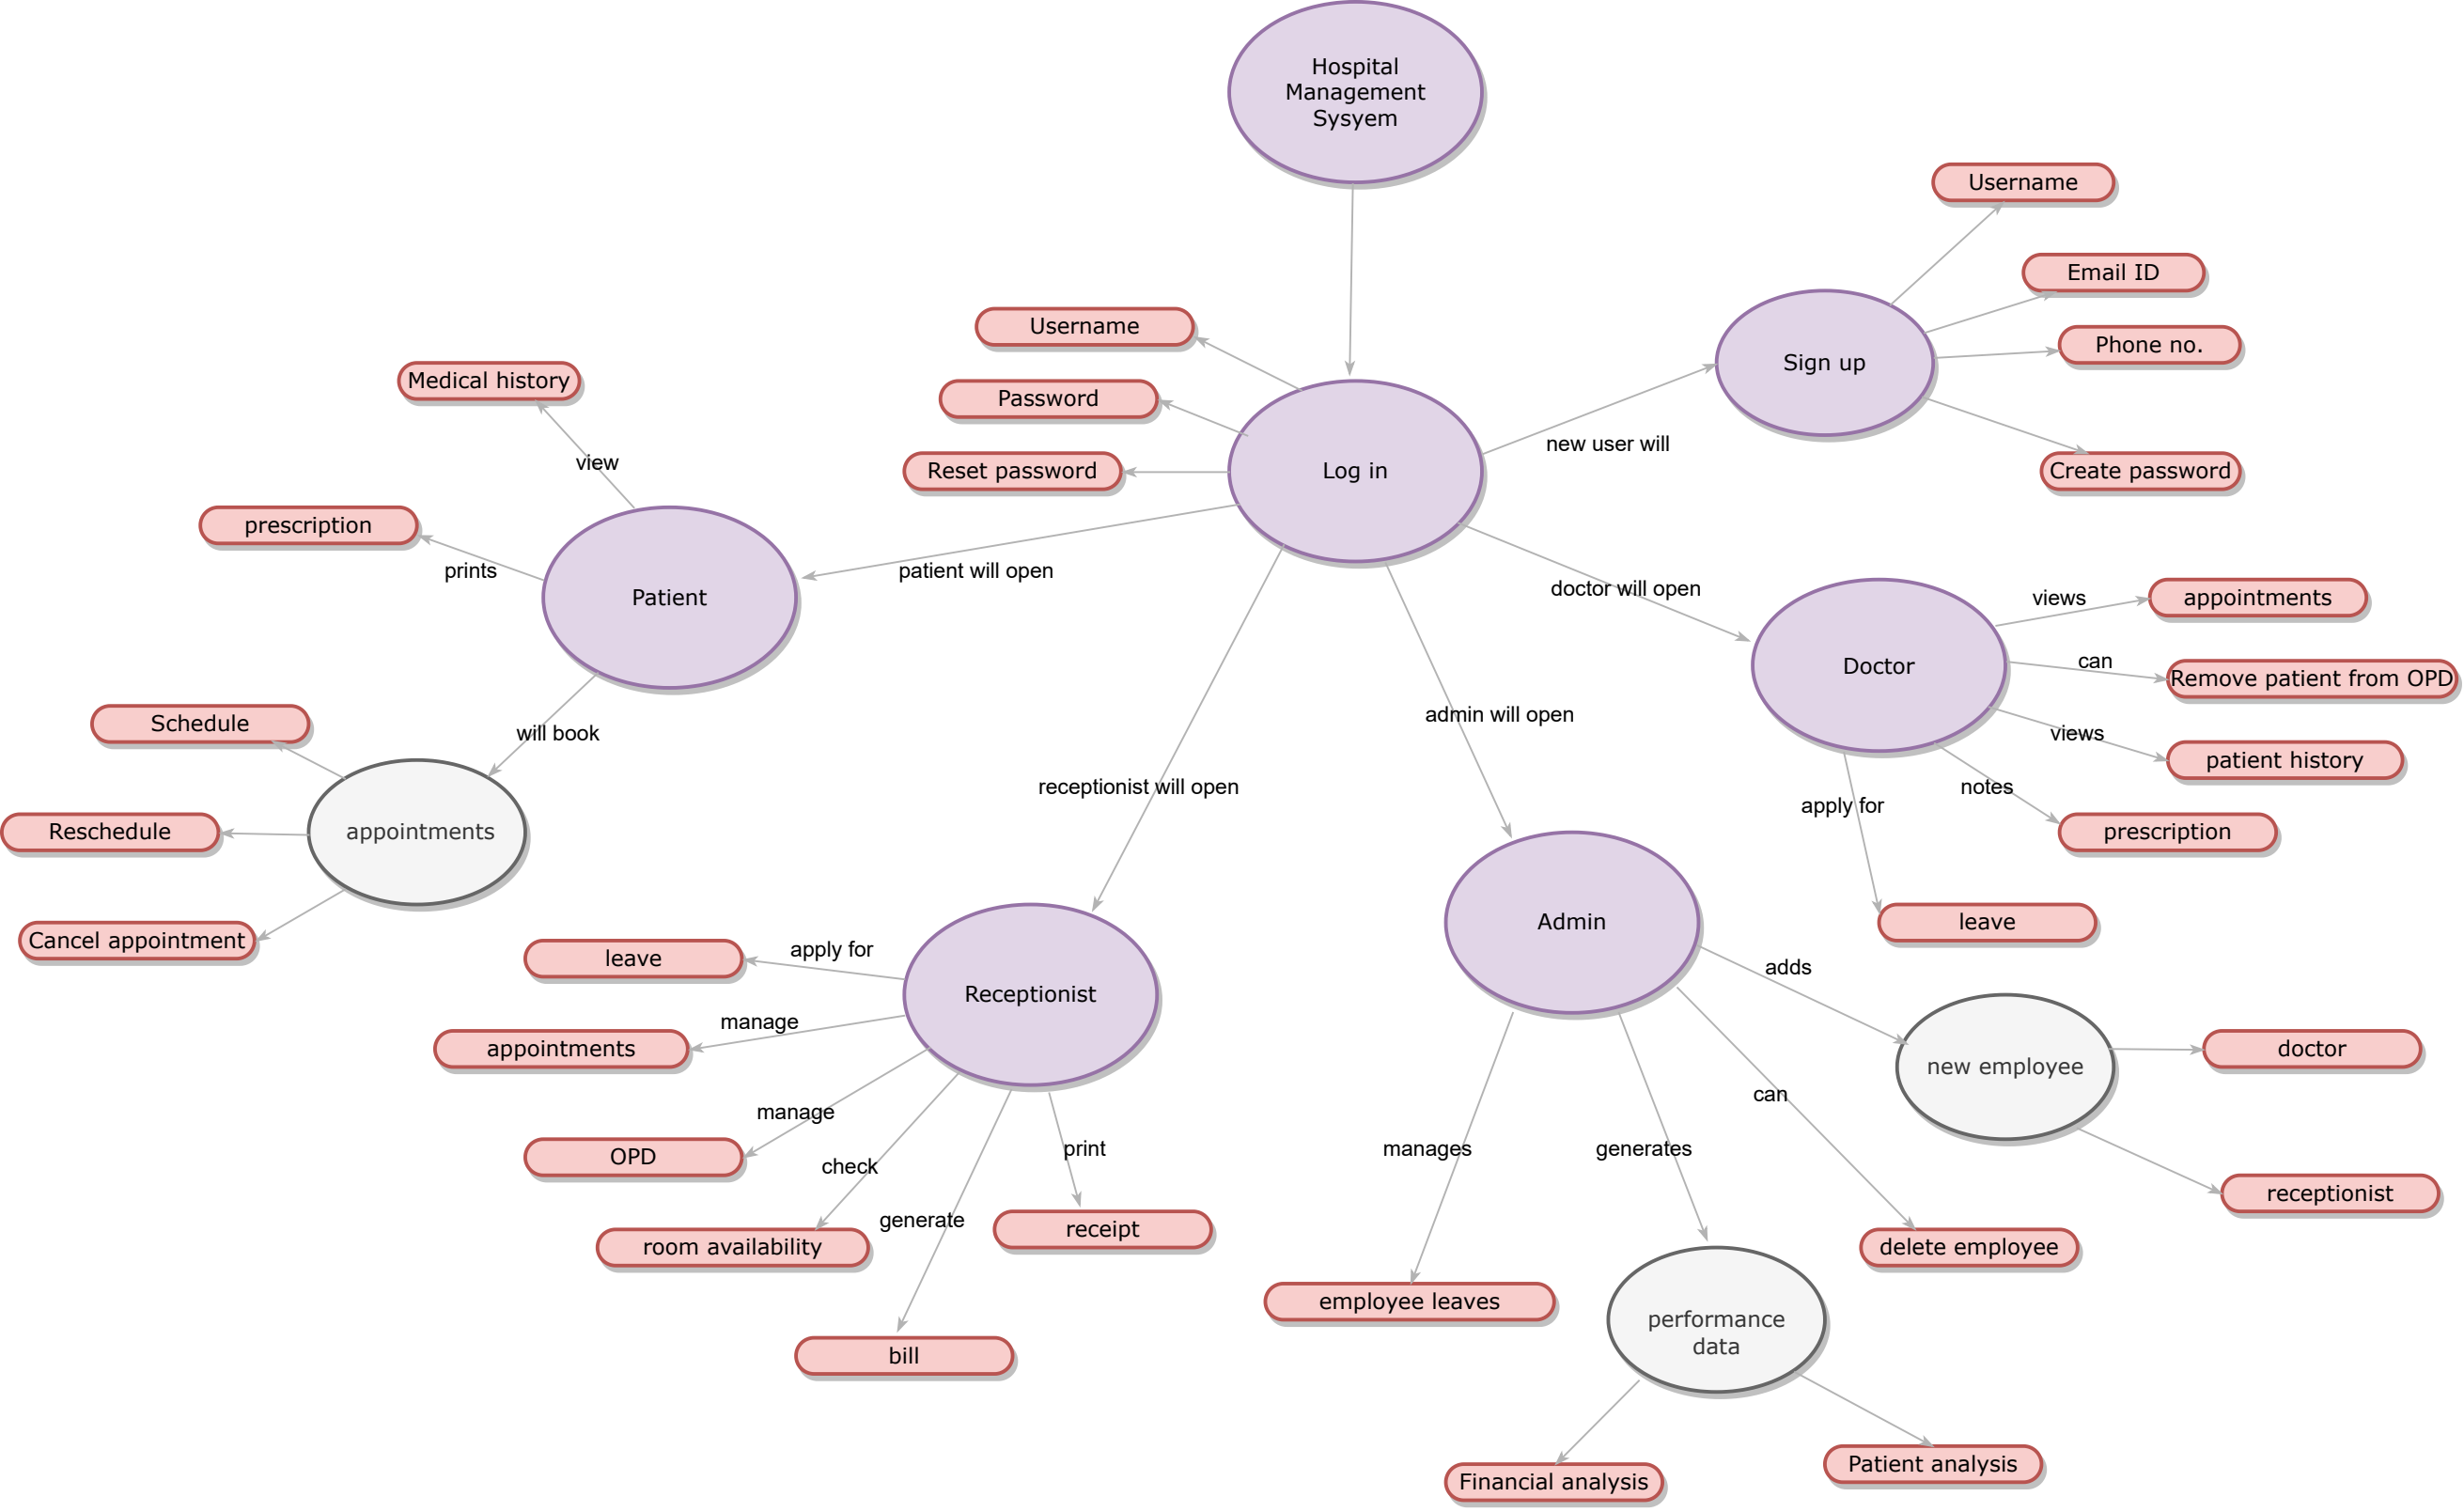 Hospital
Management
Sysyem
Username
Email ID
Username
Phone no.
Sign up
Medical history
Password
new user will
view
Reset password
Log in
Create password
prescription
prints
patient will open
doctor will open
Patient
views
appointments
can
Doctor
Remove patient from OPD
admin will open
Schedule
will book
views
patient history
receptionist will open
notes
apply for
Reschedule
appointments
prescription
Admin
leave
Cancel appointment
apply for
leave
adds
Receptionist
manage
appointments
new employee
doctor
can
manage
print
manages
generates
OPD
check
receptionist
generate
receipt
room availability
delete employee
employee leaves
performance
data
bill
Patient analysis
Financial analysis